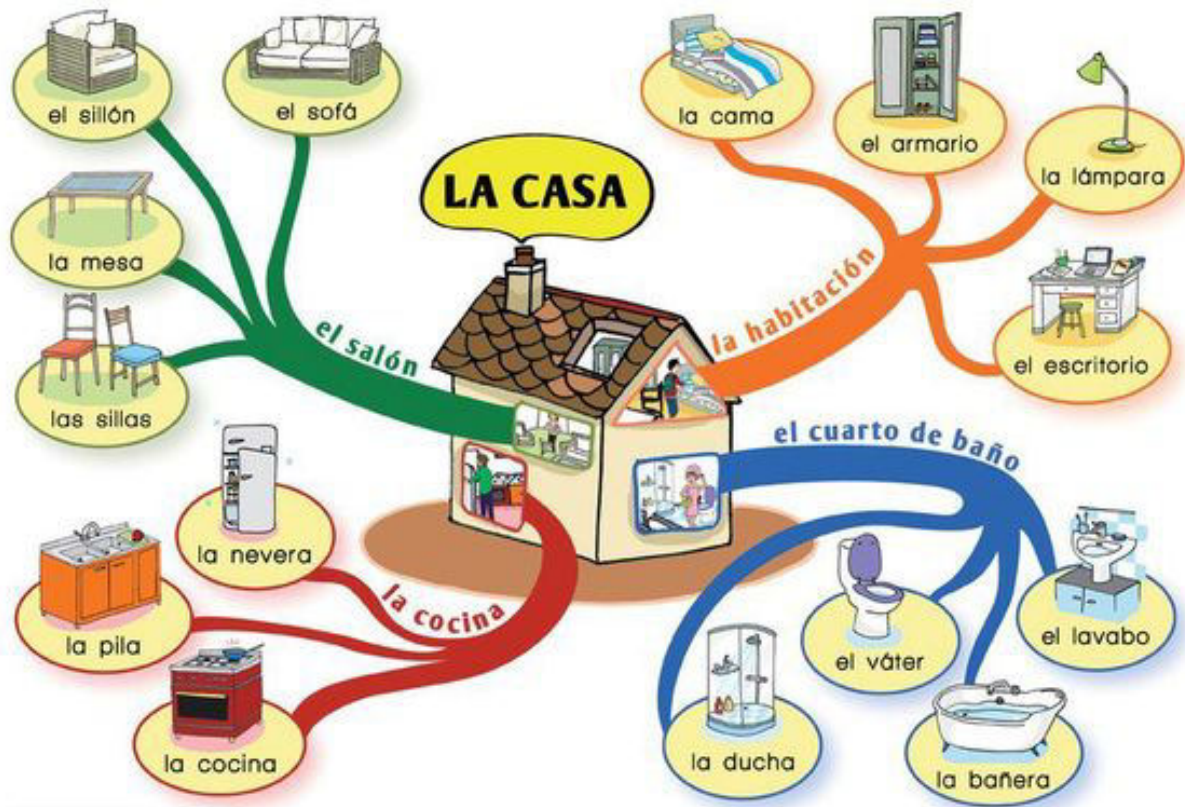 LA CASA
el salón
el sillón
el sofá
la mesa
las sillas
la habitación
la cama
el armario
la lámpara
el escritorio
la cocina
la nevera
la pila
la cocina
el cuarto de baño
el lavabo
el váter
la bañera
la ducha